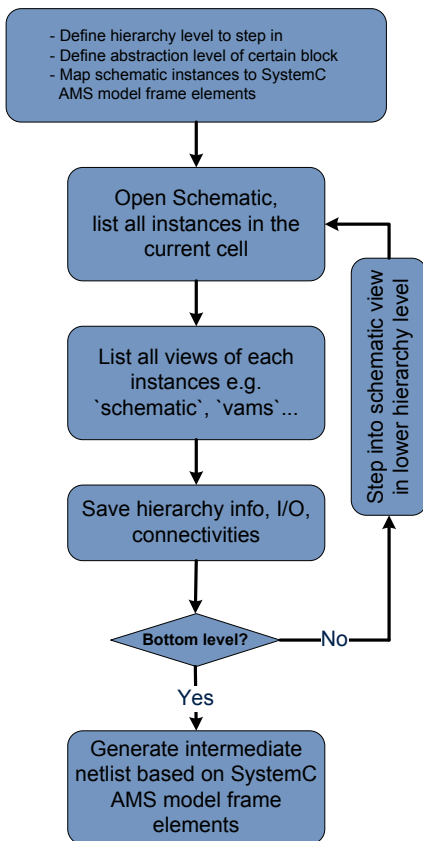 - Define hierarchy level to step in
- Define abstraction level of certain block
- Map schematic instances to SystemC
AMS model frame elements
Open Schematic,
list all instances in the
current cell
List all views of each
instances e.g.
`schematic`, `vams`...
Save hierarchy info, I/O,
connectivities
Bottom level?
No
Step into schematic view
in lower hierarchy level
Yes
Generate intermediate
netlist based on SystemC
AMS model frame
elements